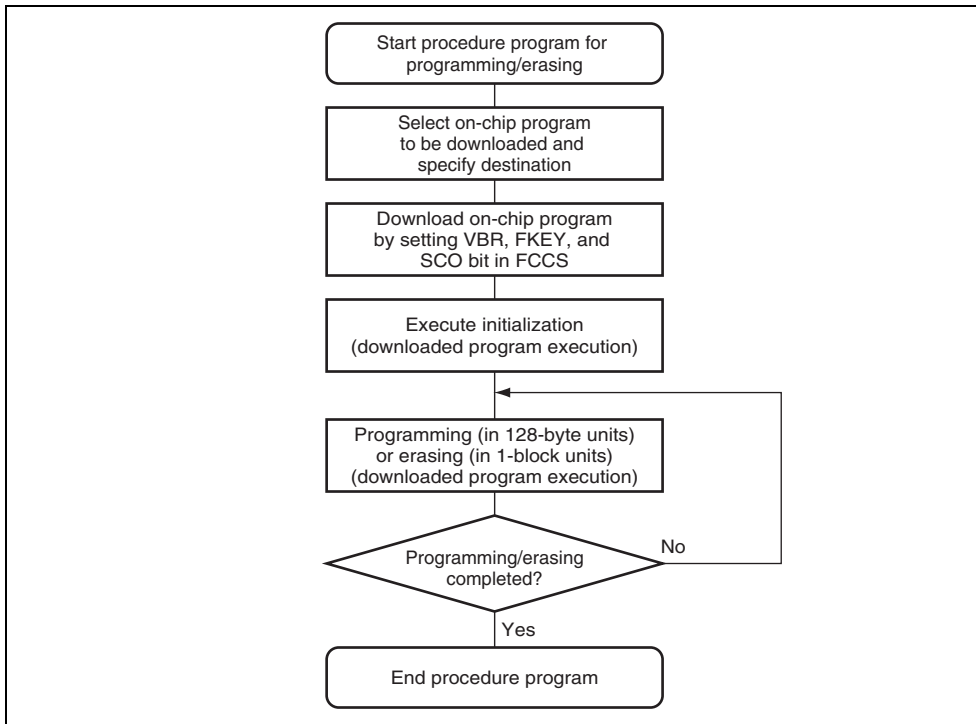 Start procedure program for
programming/erasing
Select on-chip program
to be downloaded and
specify destination
Download on-chip program
by setting VBR, FKEY, and
SCO bit in FCCS
Execute initialization
(downloaded program execution)
Programming (in 128-byte units)
or erasing (in 1-block units)
(downloaded program execution)
Programming/erasing
completed?
No
Yes
End procedure program